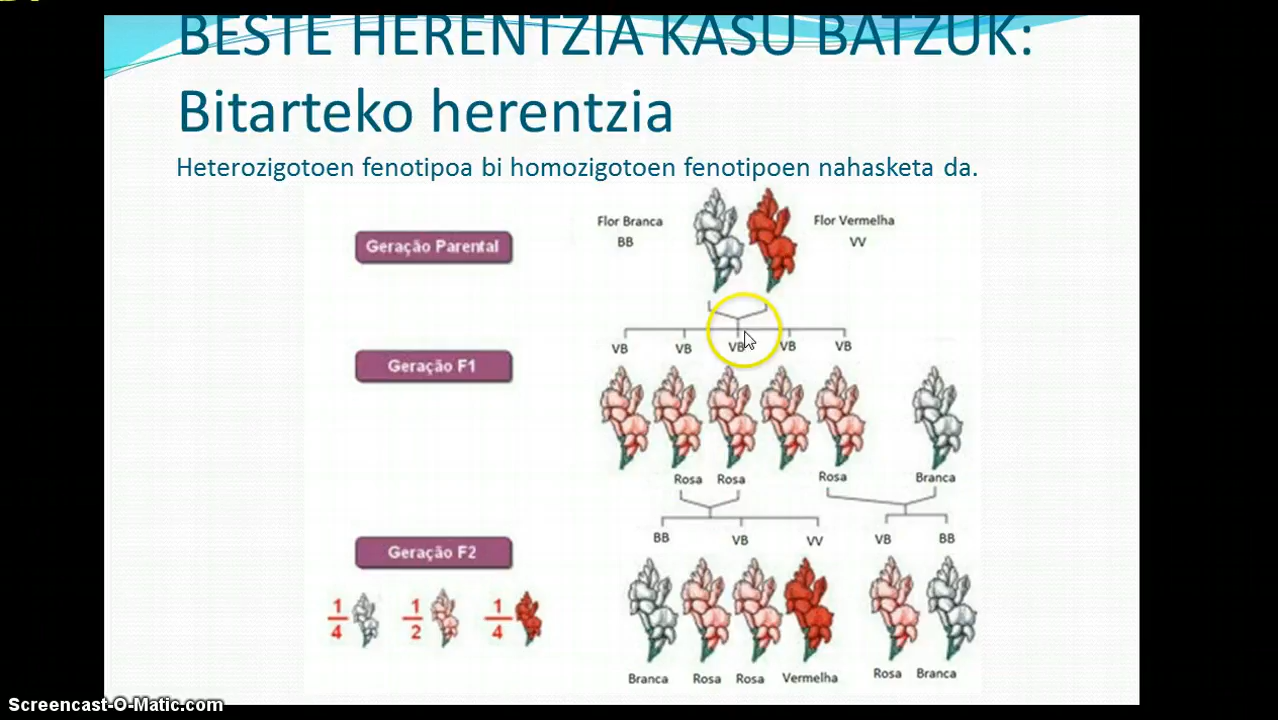 BESTE HERENTZIA KASU BATZUK:
Bitarteko herentzia
Heterozigotoen fenotipoa bi homozigotoen fenotipoen nahasketa da.
Geração Parental
Flor Branca
BB
Flor Vermelha
VV
VB VB VB VB VB
Geração F1
Rosa Rosa Rosa Branca
BB VB VV VB BB
Geração F2
1/4 1/2 1/4
Branca Rosa Rosa Vermelha Rosa Branca
Screencast-O-Matic.com